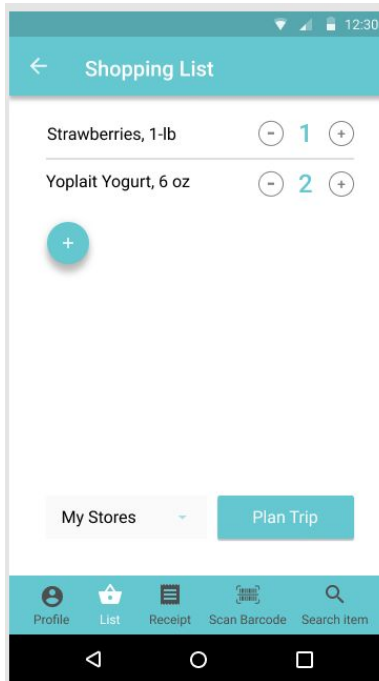 12:30
Shopping List
Strawberries, 1-lb - 1 +
Yoplait Yogurt, 6 oz - 2 +
+
My Stores Plan Trip
Profile List Receipt Scan Barcode Search item